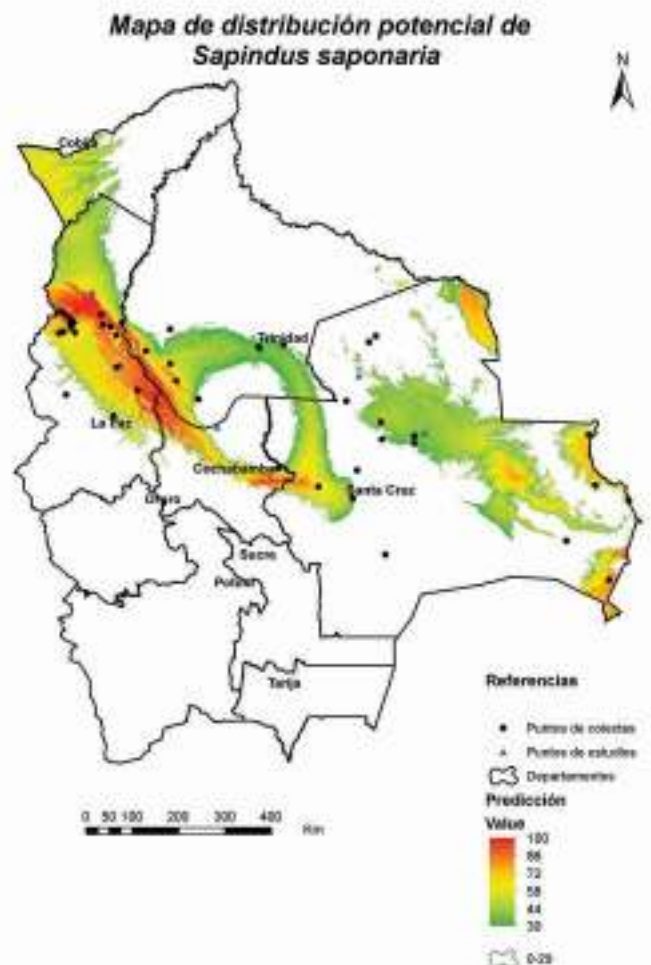 Mapa de distribución potencial de
Sapindus saponaria
N
Cobija
Trinidad
La Paz
Cochabamba
Santa Cruz
Oruro
Sucre
Potosí
Tarija
Referencias
Puntos de colectas
Puntos de estudios
Departamentos
Predicción
Value
100
86
72
58
44
30
0-29
0 50 100 200 300 400
Km